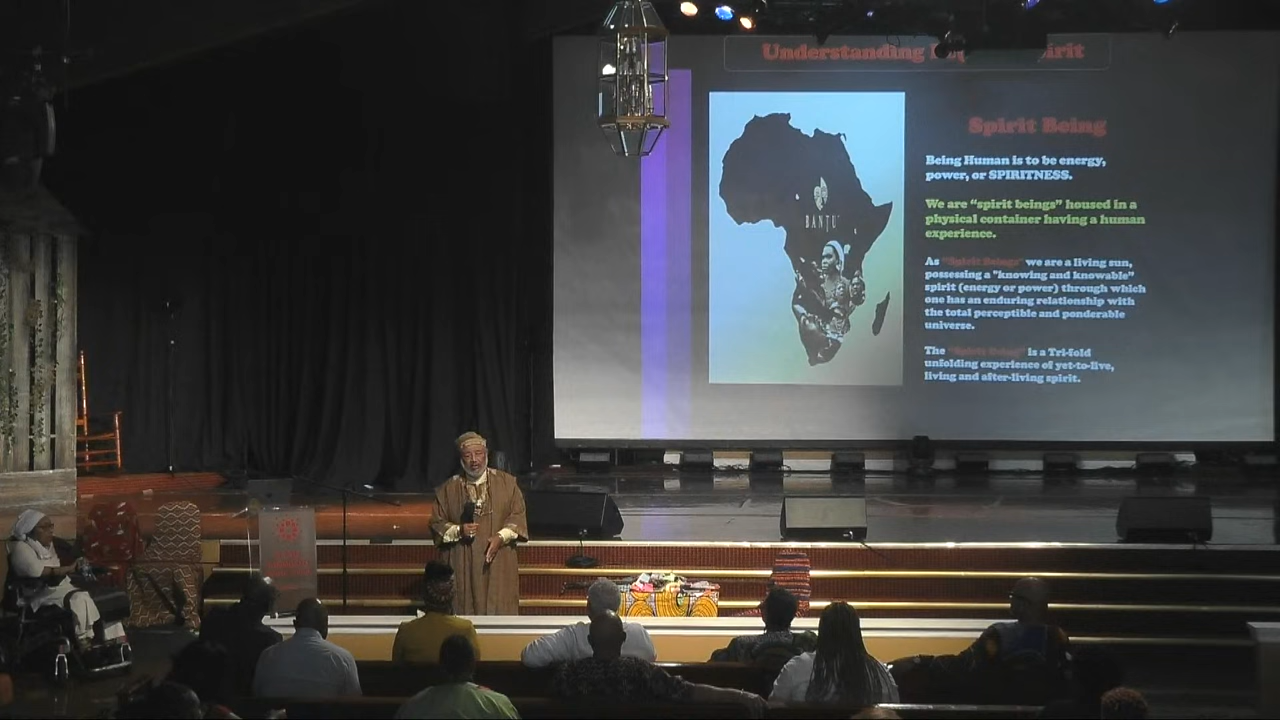 Understanding
Spirit Being
Being Human is to be energy,
power, or SPIRITNESS.
We are “spirit beings” housed in a
physical container having a human
experience.
As "Spirit Beings" we are a living sun,
possessing a "knowing and knowable"
spirit (energy or power) through which
one has an enduring relationship with
the total perceptible and ponderable
universe.
The "Spirit Being" is a Tri-fold
unfolding experience of yet-to-live,
living and after-living spirit.
BANTU